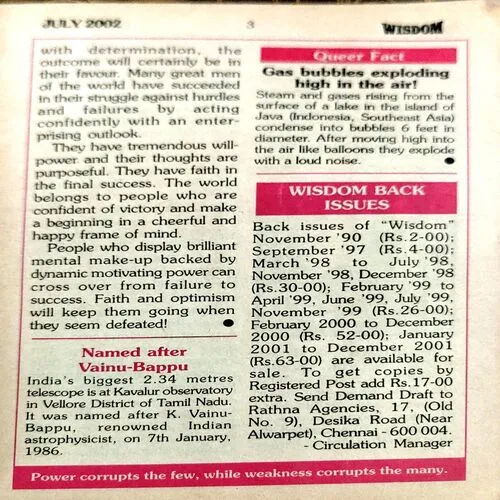 JULY 2002
3
WISDOM
with determination, the
outcome will certainly be in
their favour. Many great men
of the world have succeeded
in their struggle against hurdles
and failures by acting
confidently with an enter-
prising outlook.
They have tremendous will-
power and their thoughts are
purposeful. They have faith in
the final success. The world
belongs to people who are
confident of victory and make
a beginning in a cheerful and
happy frame of mind.
People who display brilliant
mental make-up backed by
dynamic motivating power can
cross over from failure to
success. Faith and optimism
will keep them going when
they seem defeated!
Named after
Vainu-Bappu
India's biggest 2.34 metres
telescope is at Kavalur observatory
in Vellore District of Tamil Nadu.
It was named after K. Vainu-
Bappu, renowned Indian
astrophysicist, on 7th January,
1986.
Queer Fact
Gas bubbles exploding
high in the air!
Steam and gases rising from the
surface of a lake in the island of
Java (Indonesia, Southeast Asia)
condense into bubbles 6 feet in
diameter. After moving high into
the air like balloons they explode
with a loud noise.
WISDOM BACK
ISSUES
Back issues of "Wisdom"
November '90 (Rs.2-00);
September '97 (Rs.4-00);
March '98 to July '98,
November '98, December '98
(Rs.30-00); February '99 to
April '99, June '99, July '99,
November '99 (Rs.26-00);
February 2000 to December
2000 (Rs. 52-00); January
2001 to December 2001
(Rs.63-00) are available for
sale. To get copies by
Registered Post add Rs.17-00
extra. Send Demand Draft to
Rathna Agencies, 17, (Old
No. 9), Desika Road (Near
Alwarpet), Chennai - 600 004.
- Circulation Manager
Power corrupts the few, while weakness corrupts the many.